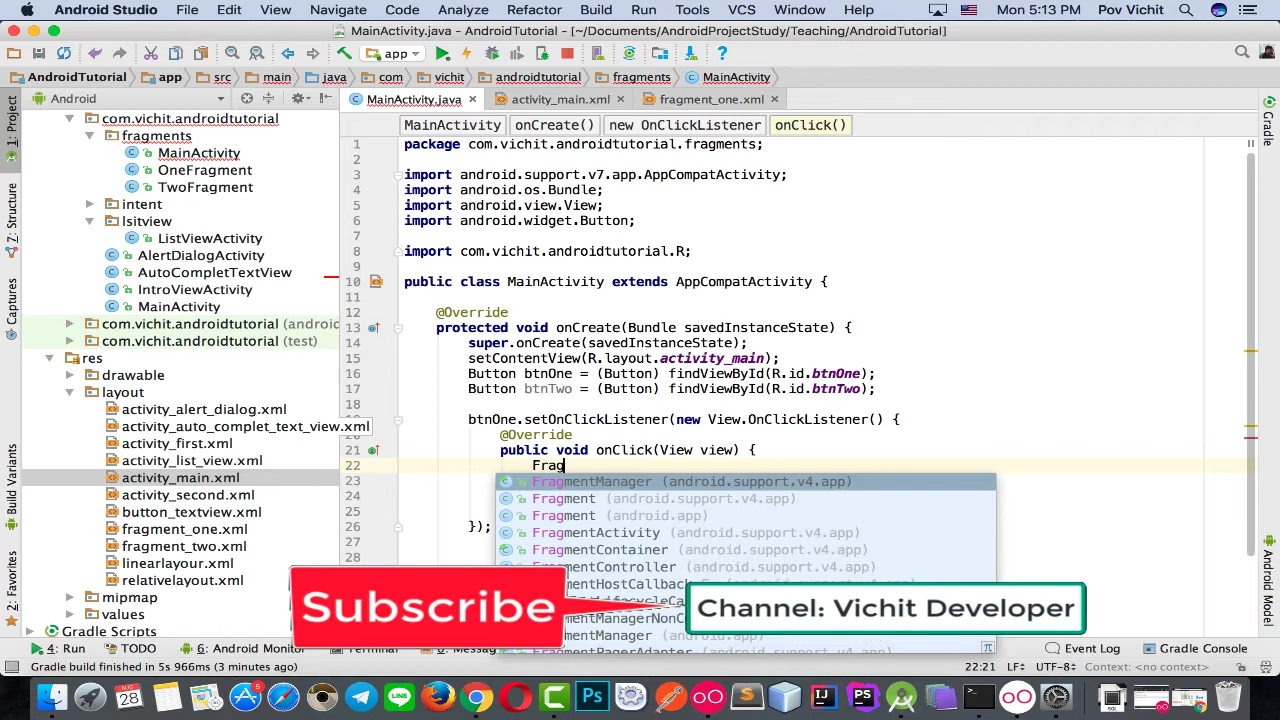 Android Studio File Edit View Navigate Code Analyze Refactor Build Run Tools VCS Window Help Mon 5:13 PM Pov Vichit
MainActivity.java - AndroidTutorial - [~/Documents/AndroidProjectStudy/Teaching/AndroidTutorial]
app
AndroidTutorial app src main java com vichit androidtutorial fragments MainActivity
Android
MainActivity.java activity_main.xml fragment_one.xml
MainActivity onCreate() new OnClickListener onClick()
1: Project
7: Structure
Captures
Build Variants
2: Favorites
com.vichit.androidtutorial
fragments
MainActivity
OneFragment
TwoFragment
intent
lsitview
ListViewActivity
AlertDialogActivity
AutoCompletTextView
IntroViewActivity
MainActivity
com.vichit.androidtutorial (android
com.vichit.androidtutorial (test)
res
drawable
layout
activity_alert_dialog.xml
activity_auto_complet_text_view.xml
activity_first.xml
activity_list_view.xml
activity_main.xml
activity_second.xml
button_textview.xml
fragment_one.xml
fragment_two.xml
linearlayour.xml
relativelayout.xml
mipmap
values
Gradle Scripts
1 package com.vichit.androidtutorial.fragments;
2
3 import android.support.v7.app.AppCompatActivity;
4 import android.os.Bundle;
5 import android.view.View;
6 import android.widget.Button;
7
8 import com.vichit.androidtutorial.R;
9
10 public class MainActivity extends AppCompatActivity {
11
12 @Override
13 protected void onCreate(Bundle savedInstanceState) {
14 super.onCreate(savedInstanceState);
15 setContentView(R.layout.activity_main);
16 Button btnOne = (Button) findViewById(R.id.btnOne);
17 Button btnTwo = (Button) findViewById(R.id.btnTwo);
18
btnOne.setOnClickListener(new View.OnClickListener() {
@Override
21 public void onClick(View view) {
22 Frag
23 FragmentManager (android.support.v4.app)
24 Fragment (android.support.v4.app)
25 Fragment (android.app)
26 }); FragmentActivity (android.support.v4.app)
27 FragmentContainer (android.support.v4.app)
28 FragmentController (android.support.v4.app)
FragmentHostCallback
Subscribe
Channel: Vichit Developer
FragmentPagerAdapter
Gradle
Android Model
4: Run TODO 6: Android Monitor Terminal Event Log Gradle Console
Gradle build finished in 5s 966ms (3 minutes ago) 22:21 LF UTF-8 Context: <no context>